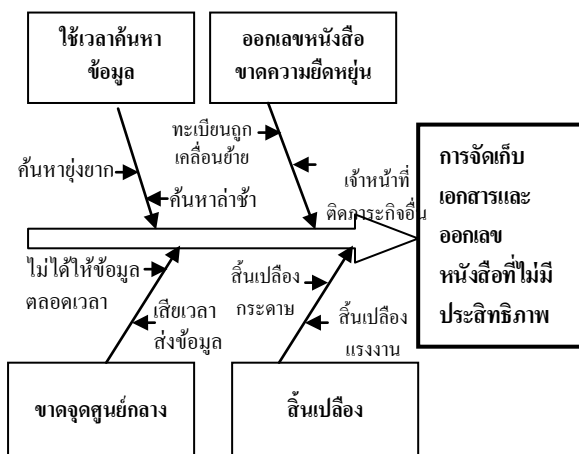 ใช้เวลาค้นหา
ข้อมูล
ออกเลขหนังสือ
ขาดความยืดหยุ่น
ทะเบียนถูก
เคลื่อนย้าย
ค้นหายุ่งยาก
ค้นหาล่าช้า
เจ้าหน้าที่
ติดภาระกิจอื่น
การจัดเก็บ
เอกสารและ
ออกเลข
หนังสือที่ไม่มี
ประสิทธิภาพ
ไม่ได้ให้ข้อมูล
ตลอดเวลา
เสียเวลา
ส่งข้อมูล
สิ้นเปลือง
กระดาษ
สิ้นเปลือง
แรงงาน
ขาดจุดศูนย์กลาง
สิ้นเปลือง